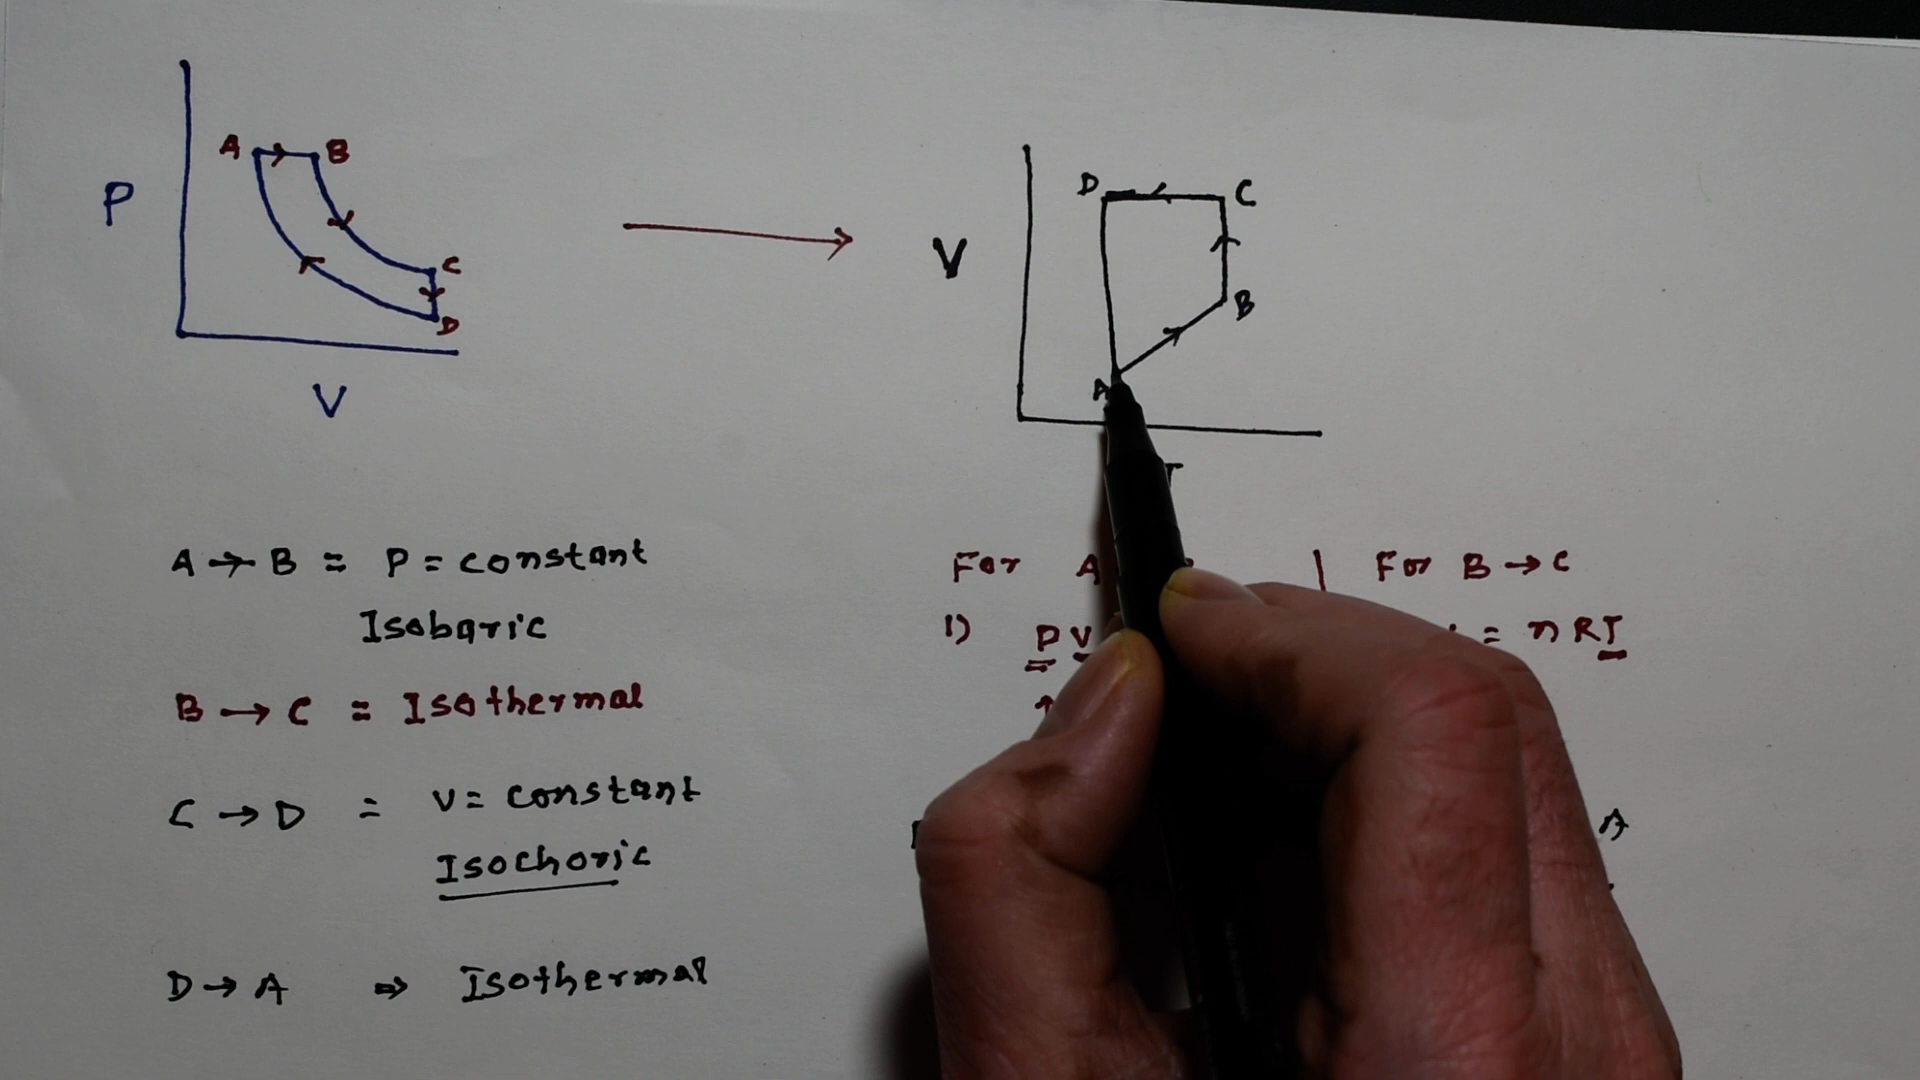 P
A
B
C
D
V
V
D
C
B
A
T
A → B = P = constant
Isobaric
B → C = Isothermal
C → D = V = constant
Isochoric
D → A ⇒ Isothermal
For A
1) P V
For B → C
= nRT
A